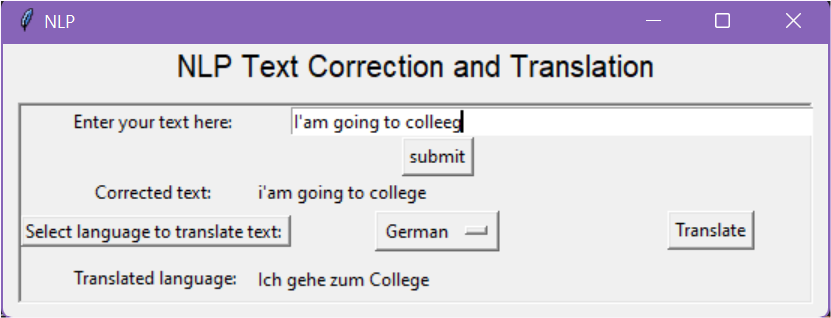 NLP
NLP Text Correction and Translation
Enter your text here: I'am going to colleeg
submit
Corrected text: i'am going to college
Select language to translate text: German Translate
Translated language: Ich gehe zum College